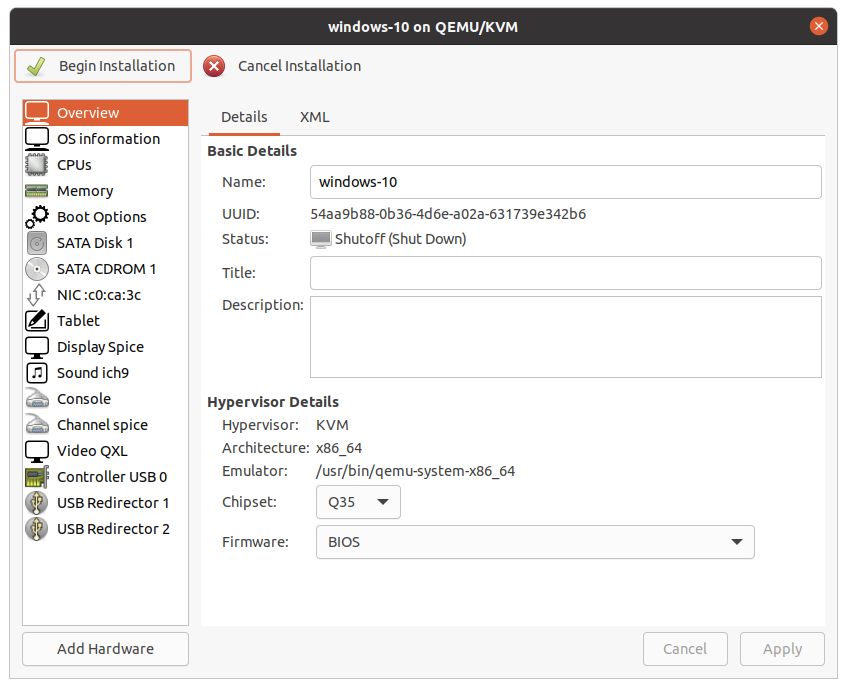 windows-10 on QEMU/KVM
Begin Installation
Cancel Installation
Overview
OS information
CPUs
Memory
Boot Options
SATA Disk 1
SATA CDROM 1
NIC :c0:ca:3c
Tablet
Display Spice
Sound ich9
Console
Channel spice
Video QXL
Controller USB 0
USB Redirector 1
USB Redirector 2
Add Hardware
Details
XML
Basic Details
Name: windows-10
UUID: 54aa9b88-0b36-4d6e-a02a-631739e342b6
Status: Shutoff (Shut Down)
Title:
Description:
Hypervisor Details
Hypervisor: KVM
Architecture: x86_64
Emulator: /usr/bin/qemu-system-x86_64
Chipset: Q35
Firmware: BIOS
Cancel
Apply